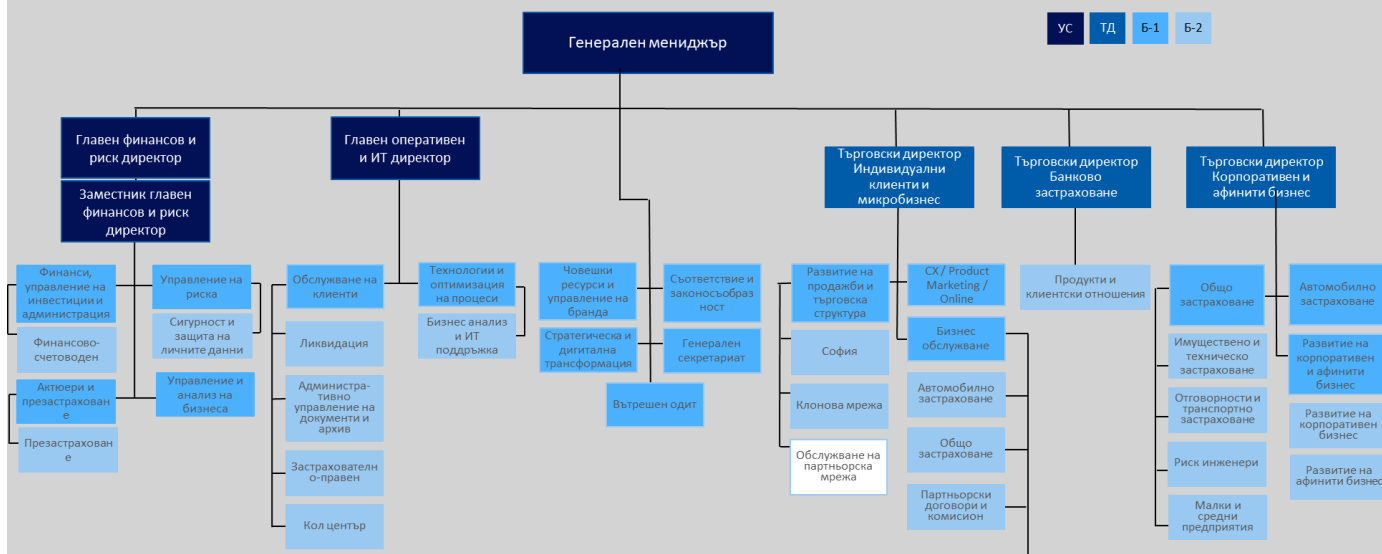 Генерален мениджър
УС
ТД
Б-1
Б-2
Главен финансов и
риск директор
Заместник главен
финансов и риск
директор
Главен оперативен
и ИТ директор
Търговски директор
Индивидуални
клиенти и
микробизнес
Търговски директор
Банково
застраховане
Търговски директор
Корпоративен и
афинити бизнес
Финанси,
управление на
инвестиции и
администрация
Финансово-
счетоводен
Актюери и
презастрахован
е
Презастрахован
е
Управление на
риска
Сигурност и
защита на
личните данни
Управление и
анализ на
бизнеса
Обслужване на
клиенти
Ликвидация
Администра-
тивно
управление на
документи и
архив
Застрахователн
о-правен
Кол център
Технологии и
оптимизация
на процеси
Бизнес анализ
и ИТ
поддръжка
Човешки
ресурси и
управление на
бранда
Стратегическа и
дигитална
трансформация
Съответствие и
законосъобраз
ност
Генерален
секретариат
Вътрешен одит
Развитие на
продажби и
търговска
структура
София
Клонова мрежа
Обслужване на
партньорска
мрежа
CX / Product
Marketing /
Online
Бизнес
обслужване
Автомобилно
застраховане
Общо
застраховане
Партньорски
договори и
комисион
Продукти и
клиентски отношения
Общо
застраховане
Имуществено и
техническо
застраховане
Отговорности и
транспортно
застраховане
Риск инженери
Малки и
средни
предприятия
Автомобилно
застраховане
Развитие на
корпоративен
и афинити
бизнес
Развитие на
корпоративен
бизнес
Развитие на
афинити бизнес